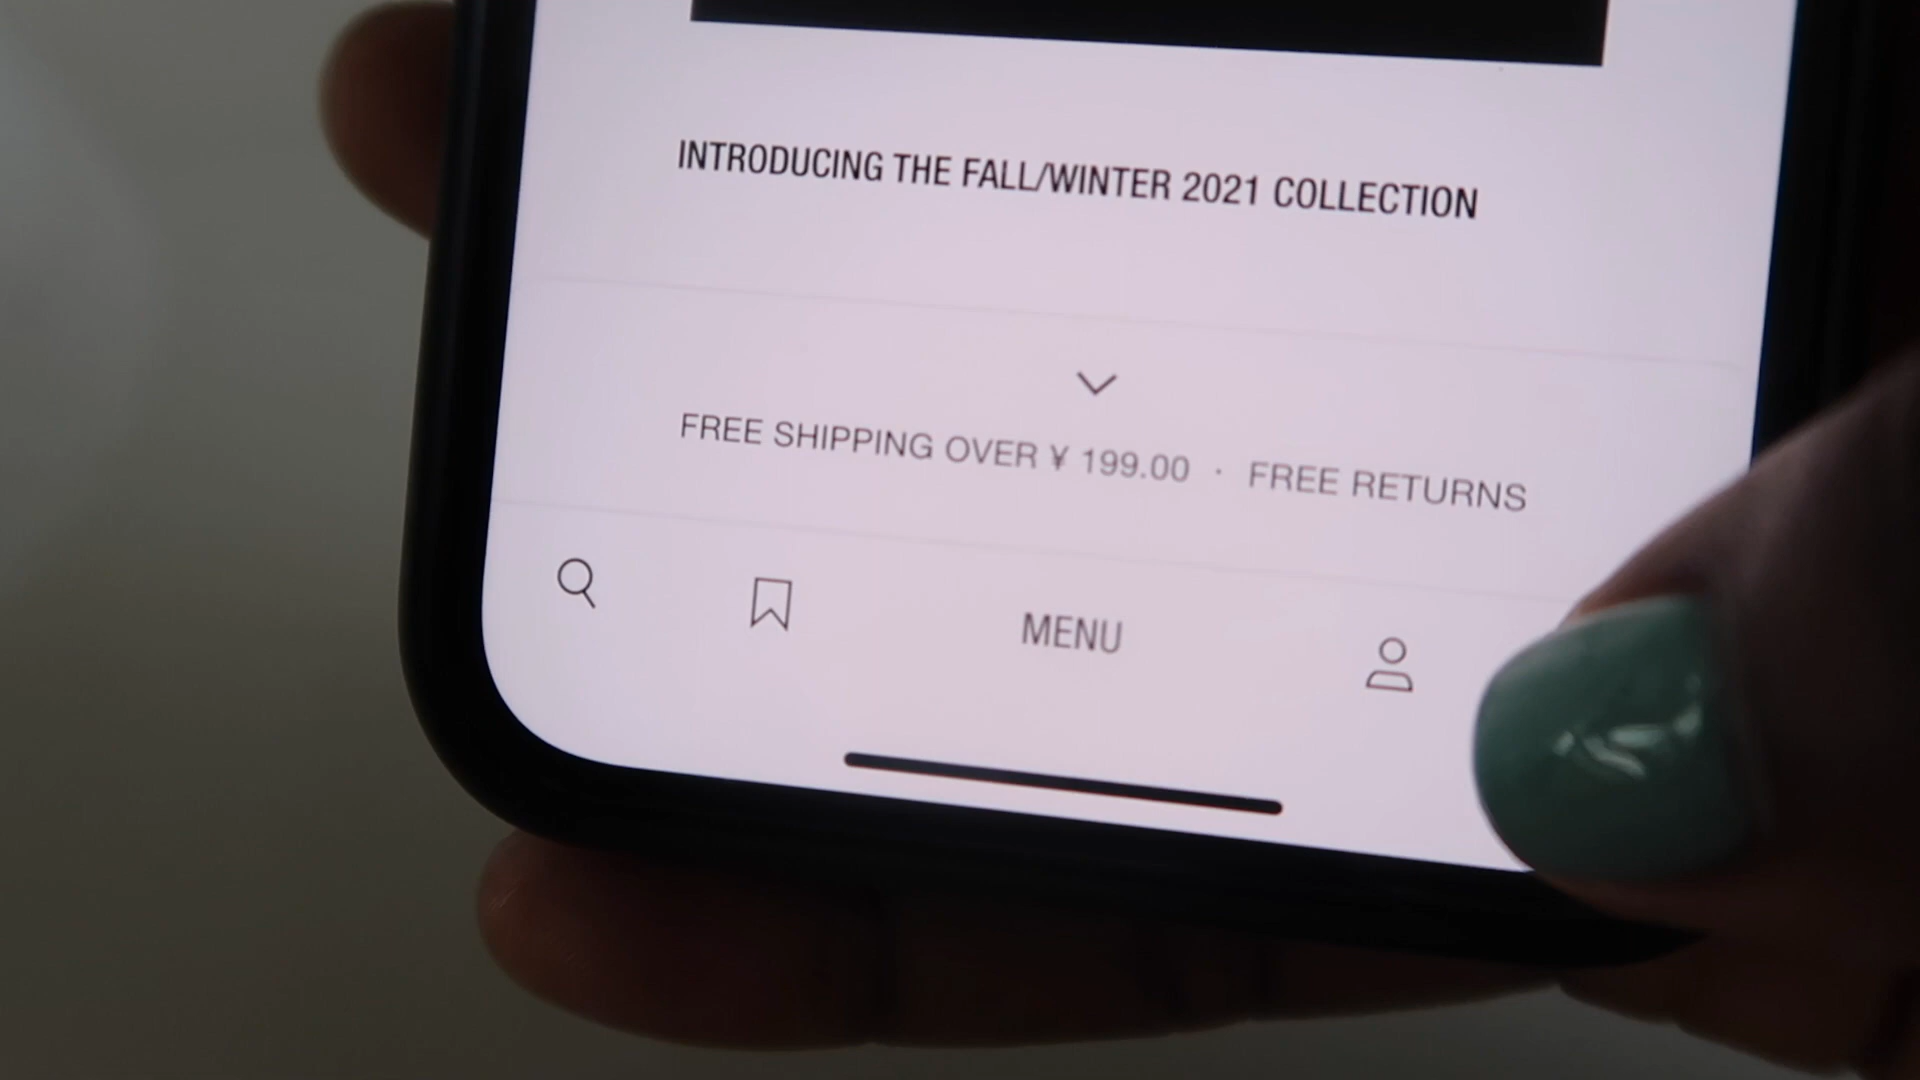 INTRODUCING THE FALL/WINTER 2021 COLLECTION
FREE SHIPPING OVER ¥ 199.00 · FREE RETURNS
MENU